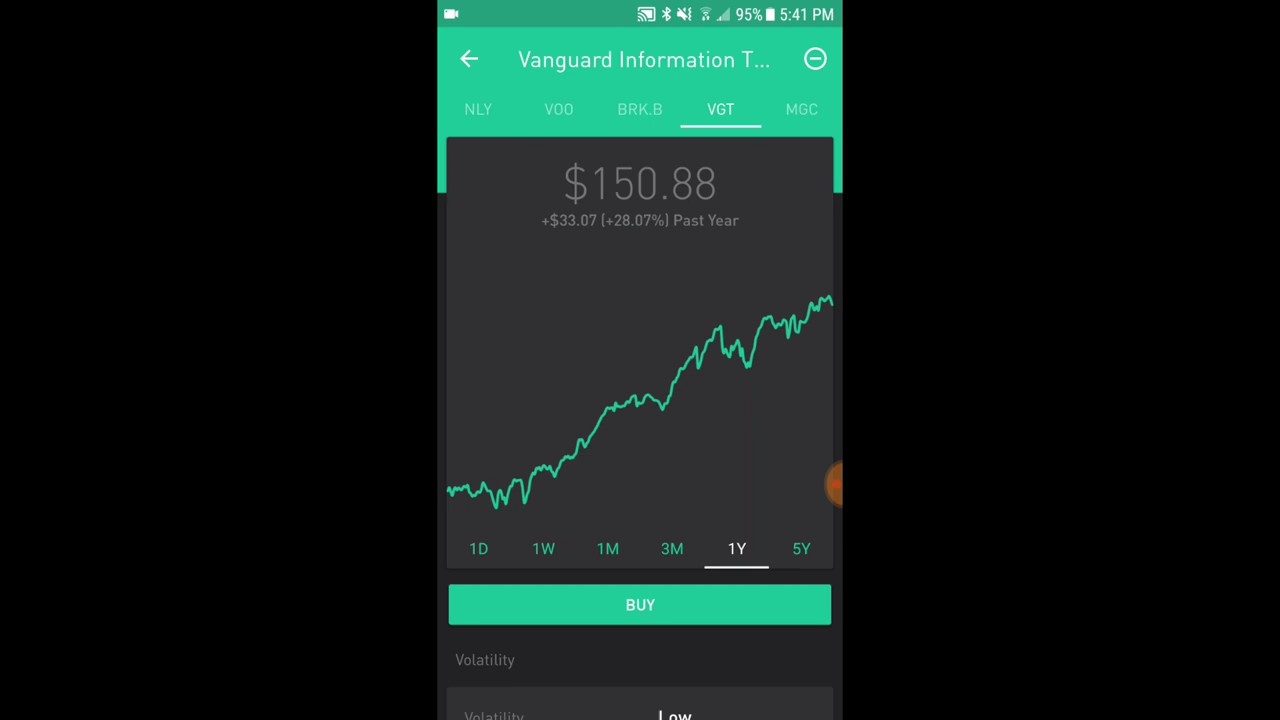 95% 5:41 PM
Vanguard Information T...
NLY VOO BRK.B VGT MGC
$150.88
+$33.07 (+28.07%) Past Year
1D 1W 1M 3M 1Y 5Y
BUY
Volatility
Volatility Low